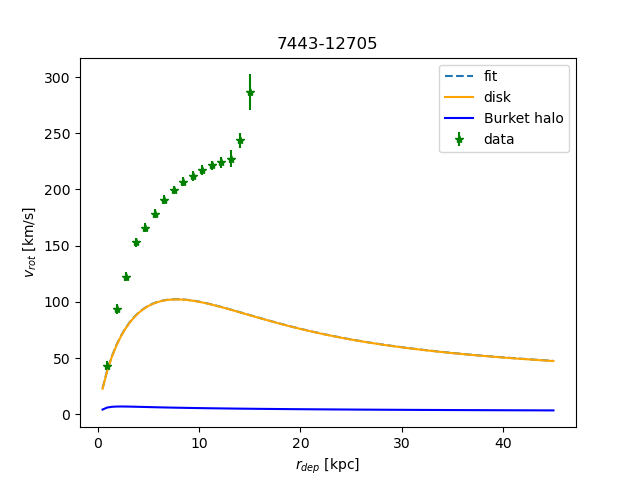 7443-12705
300
250
200
150
100
50
0
v_rot [km/s]
0 10 20 30 40
r_dep [kpc]
fit
disk
Burket halo
data